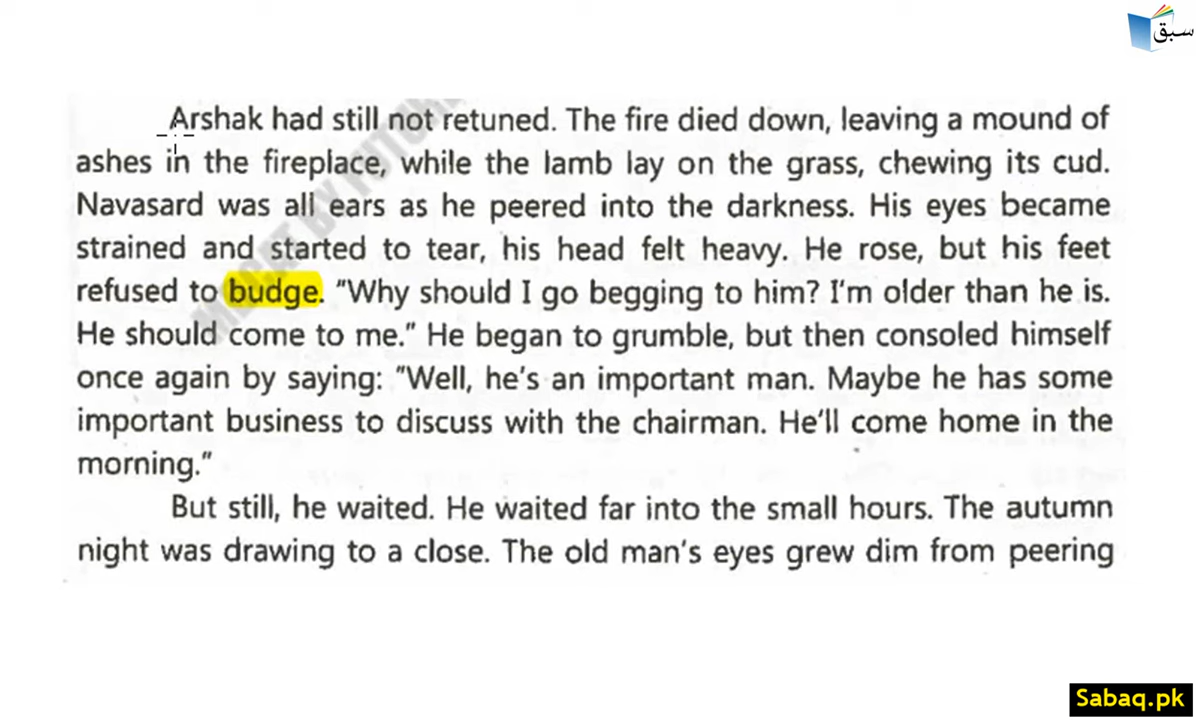 سبق
Arshak had still not retuned. The fire died down, leaving a mound of
ashes in the fireplace, while the lamb lay on the grass, chewing its cud.
Navasard was all ears as he peered into the darkness. His eyes became
strained and started to tear, his head felt heavy. He rose, but his feet
refused to budge. "Why should I go begging to him? I'm older than he is.
He should come to me." He began to grumble, but then consoled himself
once again by saying: "Well, he's an important man. Maybe he has some
important business to discuss with the chairman. He'll come home in the
morning."
But still, he waited. He waited far into the small hours. The autumn
night was drawing to a close. The old man's eyes grew dim from peering
Sabaq.pk